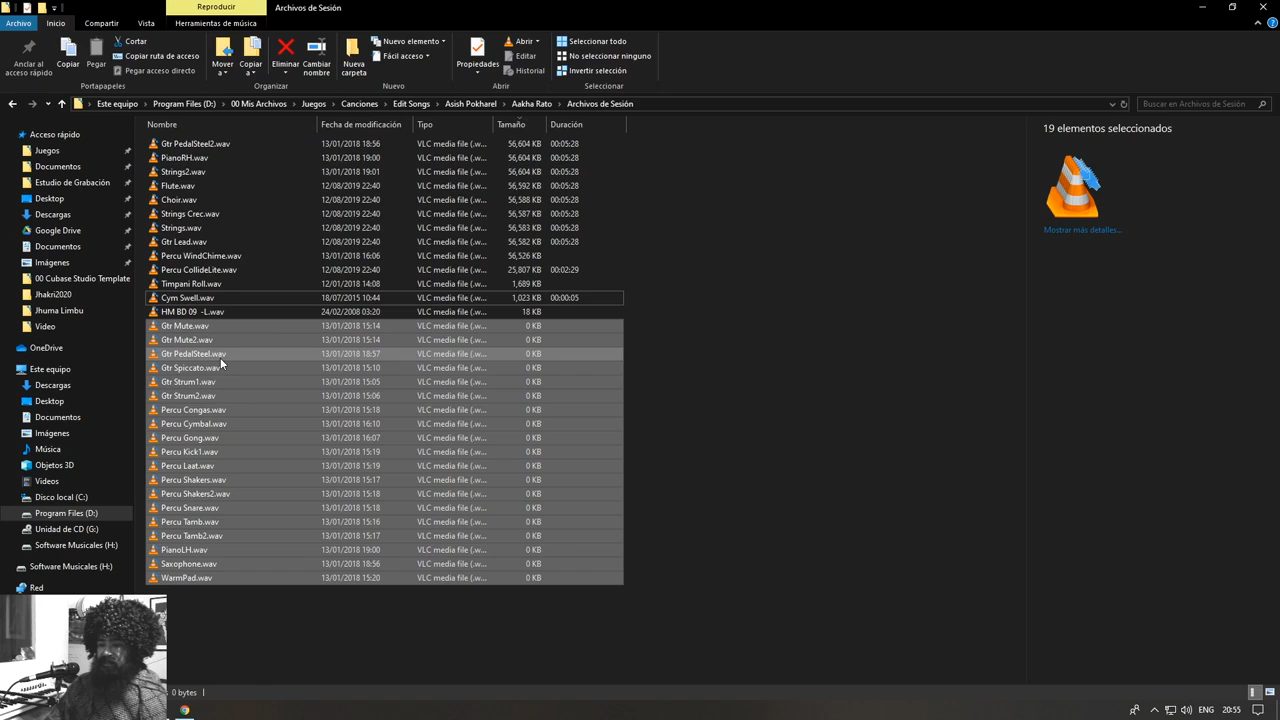 Reproducir
Archivos de Sesión
Archivo
Inicio
Compartir
Vista
Herramientas de música
Anclar al acceso rápido
Copiar
Pegar
Cortar
Copiar ruta de acceso
Pegar acceso directo
Mover a
Copiar a
Eliminar
Cambiar nombre
Nueva carpeta
Nuevo elemento
Fácil acceso
Propiedades
Abrir
Editar
Historial
Seleccionar todo
No seleccionar ninguno
Invertir selección
Portapapeles
Organizar
Nuevo
Abrir
Seleccionar
Este equipo > Program Files (D:) > 00 Mis Archivos > Juegos > Canciones > Edit Songs > Asish Pokharel > Aakha Rato > Archivos de Sesión
Buscar en Archivos de Sesión
Acceso rápido
Juegos
Documentos
Estudio de Grabación
Desktop
Descargas
Google Drive
Documentos
Imágenes
00 Cubase Studio Template
Jhakri2020
Jhuma Limbu
Video
OneDrive
Este equipo
Descargas
Desktop
Documentos
Imágenes
Música
Objetos 3D
Videos
Disco local (C:)
Program Files (D:)
Unidad de CD (G:)
Software Musicales (H:)
Software Musicales (H:)
Red
Nombre Fecha de modificación Tipo Tamaño Duración
Gtr PedalSteel2.wav 13/01/2018 18:56 VLC media file (.w... 56,604 KB 00:05:28
PianoRH.wav 13/01/2018 19:00 VLC media file (.w... 56,604 KB 00:05:28
Strings2.wav 13/01/2018 19:01 VLC media file (.w... 56,604 KB 00:05:28
Flute.wav 12/08/2019 22:40 VLC media file (.w... 56,592 KB 00:05:28
Choir.wav 12/08/2019 22:40 VLC media file (.w... 56,588 KB 00:05:28
Strings Crec.wav 12/08/2019 22:40 VLC media file (.w... 56,587 KB 00:05:28
Strings.wav 12/08/2019 22:40 VLC media file (.w... 56,583 KB 00:05:28
Gtr Lead.wav 12/08/2019 22:40 VLC media file (.w... 56,582 KB 00:05:28
Percu WindChime.wav 13/01/2018 16:06 VLC media file (.w... 56,526 KB
Percu CollideLite.wav 12/08/2019 22:40 VLC media file (.w... 25,807 KB 00:02:29
Timpani Roll.wav 12/01/2018 14:08 VLC media file (.w... 1,689 KB
Cym Swell.wav 18/07/2015 10:44 VLC media file (.w... 1,023 KB 00:00:05
HM BD 09 -L.wav 24/02/2008 03:20 VLC media file (.w... 18 KB
Gtr Mute.wav 13/01/2018 15:14 VLC media file (.w... 0 KB
Gtr Mute2.wav 13/01/2018 15:14 VLC media file (.w... 0 KB
Gtr PedalSteel.wav 13/01/2018 18:57 VLC media file (.w... 0 KB
Gtr Spiccato.wav 13/01/2018 15:10 VLC media file (.w... 0 KB
Gtr Strum1.wav 13/01/2018 15:05 VLC media file (.w... 0 KB
Gtr Strum2.wav 13/01/2018 15:06 VLC media file (.w... 0 KB
Percu Congas.wav 13/01/2018 15:18 VLC media file (.w... 0 KB
Percu Cymbal.wav 13/01/2018 16:10 VLC media file (.w... 0 KB
Percu Gong.wav 13/01/2018 16:07 VLC media file (.w... 0 KB
Percu Kick1.wav 13/01/2018 15:19 VLC media file (.w... 0 KB
Percu Laat.wav 13/01/2018 15:19 VLC media file (.w... 0 KB
Percu Shakers.wav 13/01/2018 15:17 VLC media file (.w... 0 KB
Percu Shakers2.wav 13/01/2018 15:18 VLC media file (.w... 0 KB
Percu Snare.wav 13/01/2018 15:18 VLC media file (.w... 0 KB
Percu Tamb.wav 13/01/2018 15:16 VLC media file (.w... 0 KB
Percu Tamb2.wav 13/01/2018 15:17 VLC media file (.w... 0 KB
PianoLH.wav 13/01/2018 19:00 VLC media file (.w... 0 KB
Saxophone.wav 13/01/2018 18:56 VLC media file (.w... 0 KB
WarmPad.wav 13/01/2018 15:20 VLC media file (.w... 0 KB
19 elementos seleccionados
Mostrar más detalles...
0 bytes
ENG 20:55